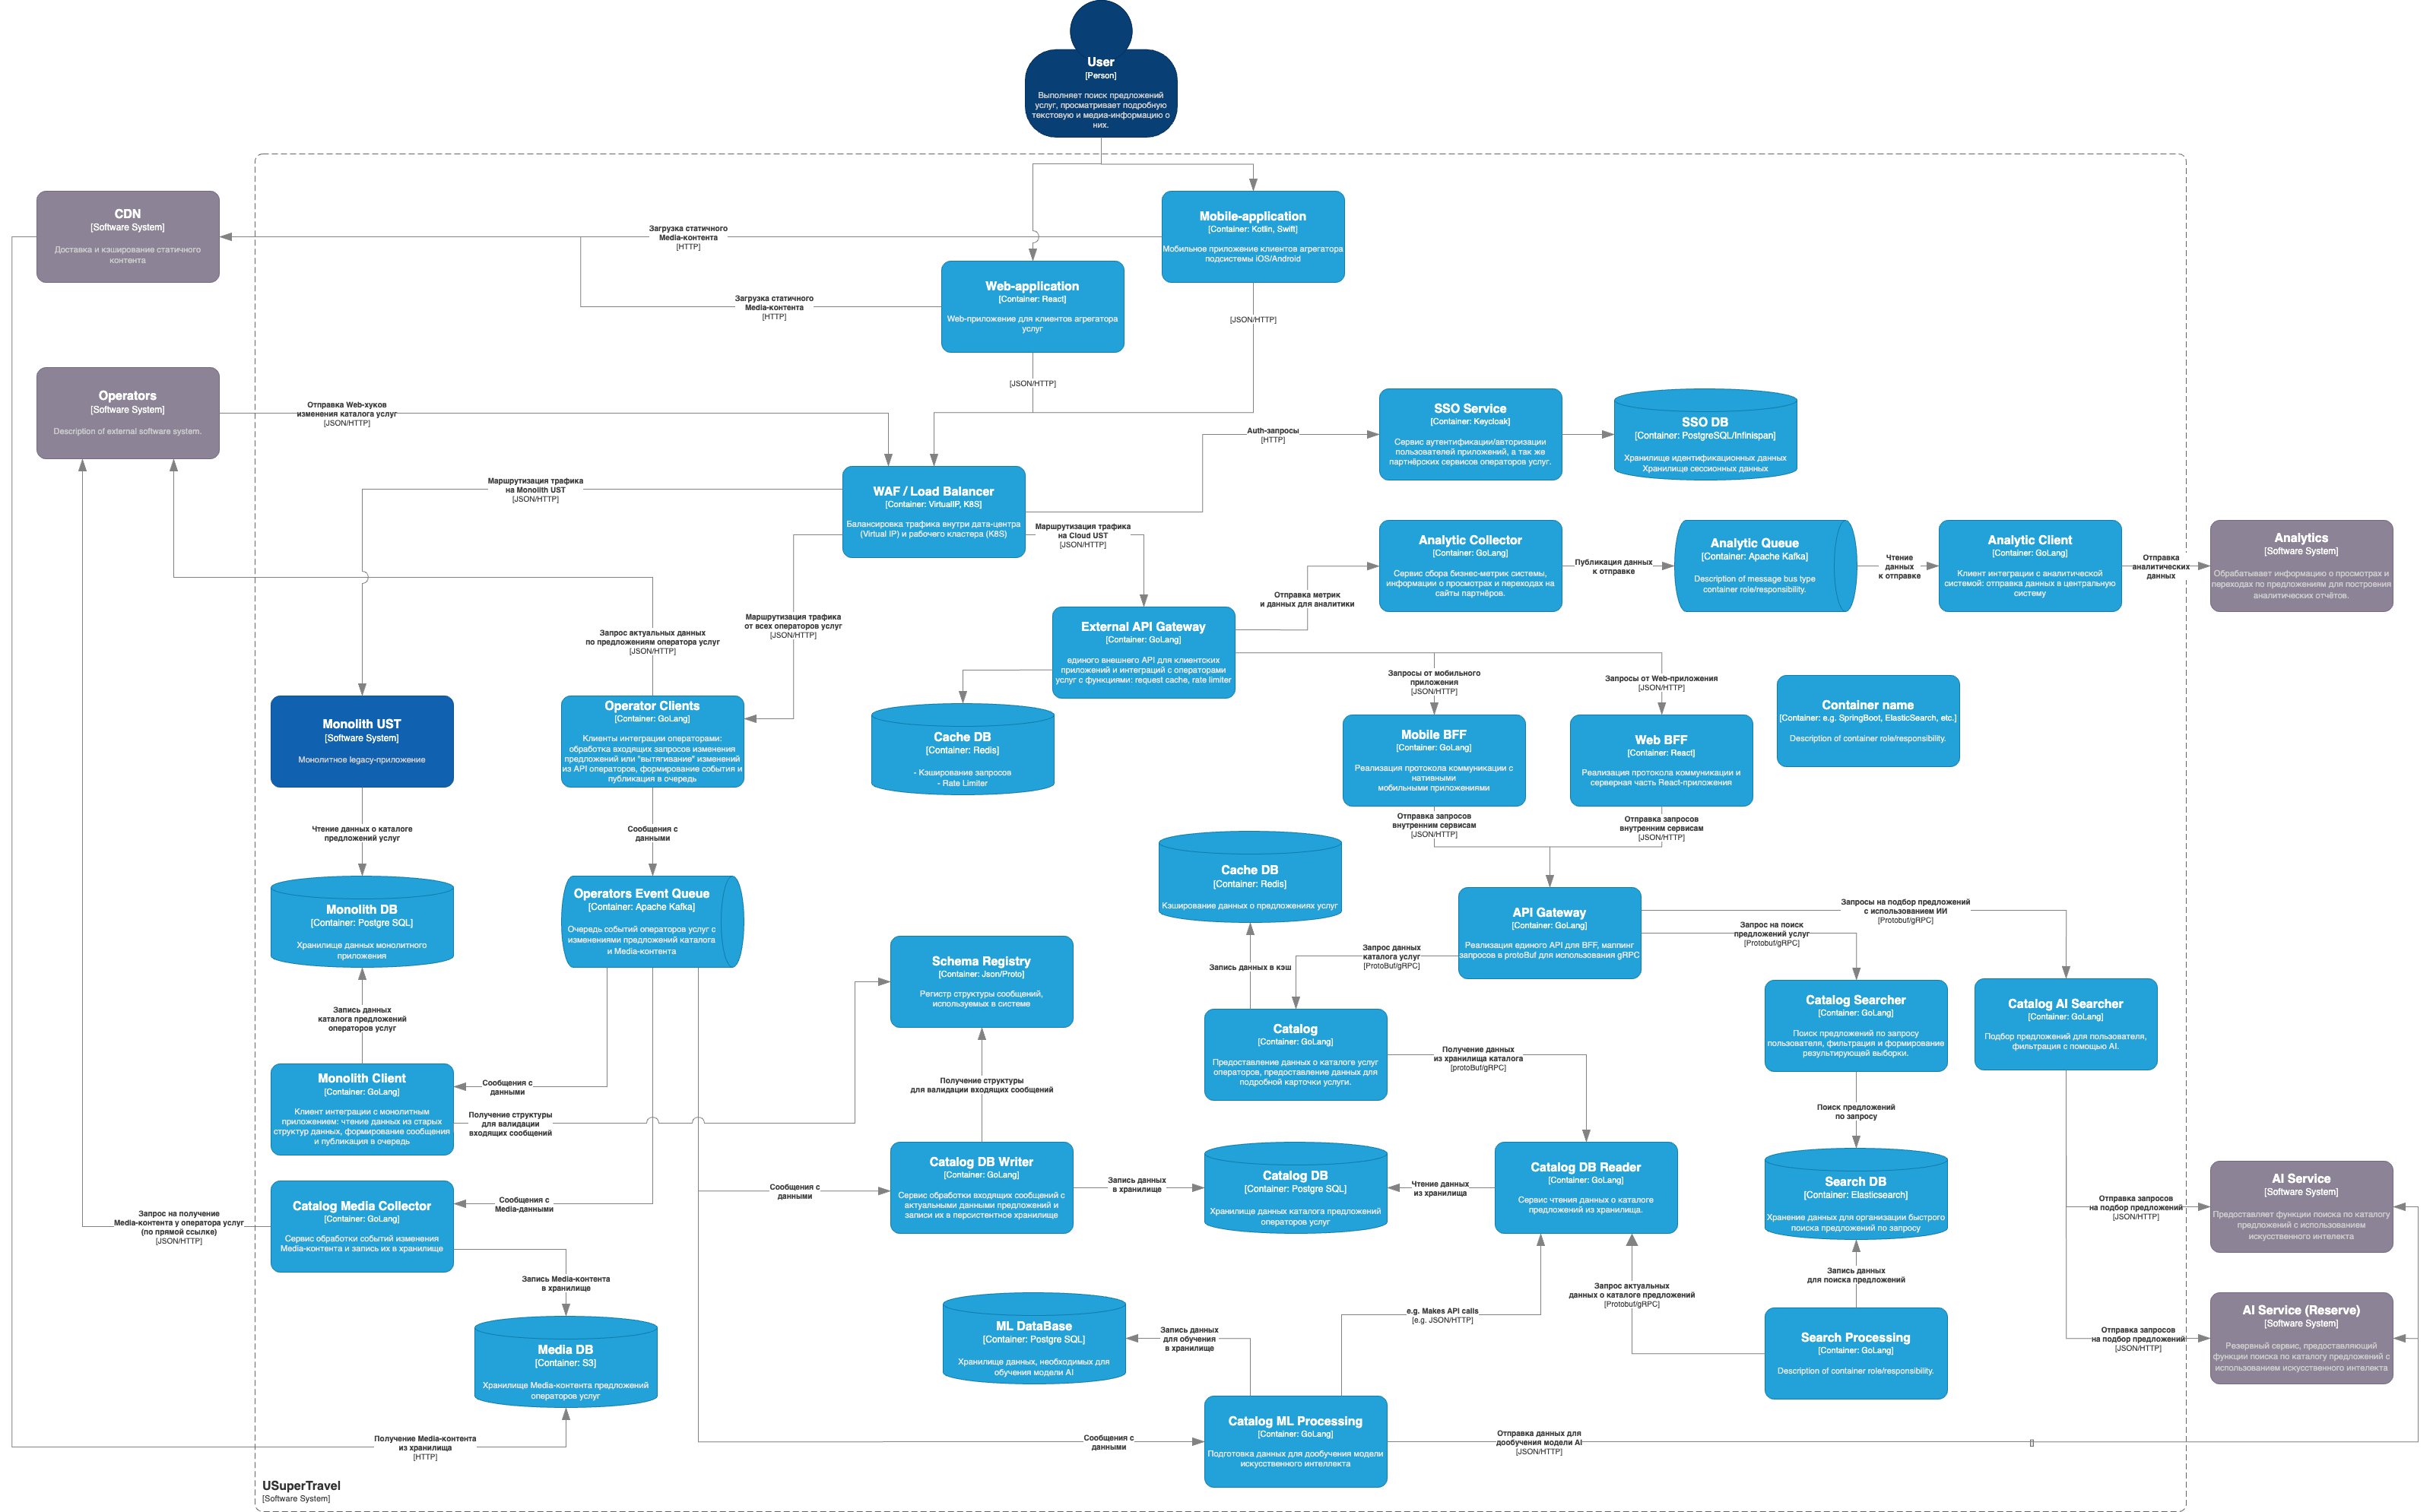 User
[Person]
Выполняет поиск предложений
услуг, просматривает подробную
текстовую и медиа-информацию о
них.
CDN
[Software System]
Доставка и кэширование статичного
контента
Загрузка статичного
Media-контента
[HTTP]
Mobile-application
[Container: Kotlin, Swift]
Мобильное приложение клиентов агрегатора
подсистемы iOS/Android
Web-application
[Container: React]
Web-приложение для клиентов агрегатора
услуг
Загрузка статичного
Media-контента
[HTTP]
[JSON/HTTP]
[JSON/HTTP]
Operators
[Software System]
Description of external software system.
Отправка Web-хуков
изменения каталога услуг
[JSON/HTTP]
Auth-запросы
[HTTP]
SSO Service
[Container: Keycloak]
Сервис аутентификации/авторизации
пользователей приложений, а так же
партнёрских сервисов операторов услуг.
SSO DB
[Container: PostgreSQL/Infinispan]
Хранилище идентификационных данных
Хранилище сессионных данных
Маршрутизация трафика
на Monolith UST
[JSON/HTTP]
WAF / Load Balancer
[Container: VirtualIP, K8S]
Балансировка трафика внутри дата-центра
(Virtual IP) и рабочего кластера (K8S)
Маршрутизация трафика
на Cloud UST
[JSON/HTTP]
Analytic Collector
[Container: GoLang]
Сервис сбора бизнес-метрик системы,
информации о просмотрах и переходах на
сайты партнёров.
Публикация данных
к отправке
Analytic Queue
[Container: Apache Kafka]
Description of message bus type
container role/responsibility.
Чтение
данных
к отправке
Analytic Client
[Container: GoLang]
Клиент интеграции с аналитической
системой: отправка данных в центральную
систему
Отправка
аналитических
данных
Analytics
[Software System]
Обрабатывает информацию о просмотрах и
переходах по предложениям для построения
аналитических отчётов.
Отправка метрик
и данных для аналитики
Запрос актуальных данных
по предложениям оператора услуг
[JSON/HTTP]
Маршрутизация трафика
от всех операторов услуг
[JSON/HTTP]
External API Gateway
[Container: GoLang]
единого внешнего API для клиентских
приложений и интеграций с операторами
услуг с функциями: request cache, rate limiter
Запросы от мобильного
приложения
[JSON/HTTP]
Запросы от Web-приложения
[JSON/HTTP]
Container name
[Container: e.g. SpringBoot, ElasticSearch, etc.]
Description of container role/responsibility.
Monolith UST
[Software System]
Монолитное legacy-приложение
Operator Clients
[Container: GoLang]
Клиенты интеграции операторами:
обработка входящих запросов изменения
предложений или "вытягивание" изменений
из API операторов, формирование события и
публикация в очередь
Cache DB
[Container: Redis]
- Кэширование запросов
- Rate Limiter
Mobile BFF
[Container: GoLang]
Реализация протокола коммуникации с
нативными
мобильными приложениями
Web BFF
[Container: React]
Реализация протокола коммуникации и
серверная часть React-приложения
Чтение данных о каталоге
предложений услуг
Сообщения с
данными
Отправка запросов
внутренним сервисам
[JSON/HTTP]
Отправка запросов
внутренним сервисам
[JSON/HTTP]
Monolith DB
[Container: Postgre SQL]
Хранилище данных монолитного
приложения
Operators Event Queue
[Container: Apache Kafka]
Очередь событий операторов услуг с
изменениями предложений каталога
и Media-контента
Cache DB
[Container: Redis]
Кэширование данных о предложениях услуг
API Gateway
[Container: GoLang]
Реализация единого API для BFF, маппинг
запросов в protoBuf для использования gRPC
Запросы на подбор предложений
с использованием ИИ
[Protobuf/gRPC]
Запрос на поиск
предложений услуг
[Protobuf/gRPC]
Запрос данных
каталога услуг
[ProtoBuf/gRPC]
Запись данных в кэш
Schema Registry
[Container: Json/Proto]
Регистр структуры сообщений,
используемых в системе
Catalog
[Container: GoLang]
Предоставление данных о каталоге услуг
операторов, предоставление данных для
подробной карточки услуги.
Получение данных
из хранилища каталога
[protoBuf/gRPC]
Catalog Searcher
[Container: GoLang]
Поиск предложений по запросу
пользователя, фильтрация и формирование
результирующей выборки.
Catalog AI Searcher
[Container: GoLang]
Подбор предложений для пользователя,
фильтрация с помощью AI.
Запись данных
каталога предложений
операторов услуг
Monolith Client
[Container: GoLang]
Клиент интеграции с монолитным
приложением: чтение данных из старых
структур данных, формирование сообщения
и публикация в очередь
Сообщения с
данными
Получение структуры
для валидации
входящих сообщений
Получение структуры
для валидации входящих сообщений
Поиск предложений
по запросу
Catalog DB Writer
[Container: GoLang]
Сервис обработки входящих сообщений с
актуальными данными предложений и
записи их в персистентное хранилище
Сообщения с
данными
Запись данных
в хранилище
Catalog DB
[Container: Postgre SQL]
Хранилище данных каталога предложений
операторов услуг
Чтение данных
из хранилища
Catalog DB Reader
[Container: GoLang]
Сервис чтения данных о каталоге
предложений из хранилища.
Search DB
[Container: Elasticsearch]
Хранение данных для организации быстрого
поиска предложений по запросу
Отправка запросов
на подбор предложений
[JSON/HTTP]
AI Service
[Software System]
Предоставляет функции поиска по каталогу
предложений с использованием
искусственного интелекта
Catalog Media Collector
[Container: GoLang]
Сервис обработки событий изменения
Media-контента и запись их в хранилище
Сообщения с
Media-данными
Запрос на получение
Media-контента у оператора услуг
(по прямой ссылке)
[JSON/HTTP]
Запись Media-контента
в хранилище
Media DB
[Container: S3]
Хранилище Media-контента предложений
операторов услуг
ML DataBase
[Container: Postgre SQL]
Хранилище данных, необходимых для
обучения модели AI
Запись данных
для обучения
в хранилище
e.g. Makes API calls
[e.g. JSON/HTTP]
Запрос актуальных
данных о каталоге предложений
[Protobuf/gRPC]
Запись данных
для поиска предложений
Search Processing
[Container: GoLang]
Description of container role/responsibility.
Отправка запросов
на подбор предложений
[JSON/HTTP]
AI Service (Reserve)
[Software System]
Резервный сервис, предоставляющий
функции поиска по каталогу предложений с
использованием искусственного интелекта
Получение Media-контента
из хранилища
[HTTP]
Сообщения с
данными
Catalog ML Processing
[Container: GoLang]
Подготовка данных для дообучения модели
искусственного интеллекта
Отправка данных для
дообучения модели AI
[JSON/HTTP]
[]
USuperTravel
[Software System]